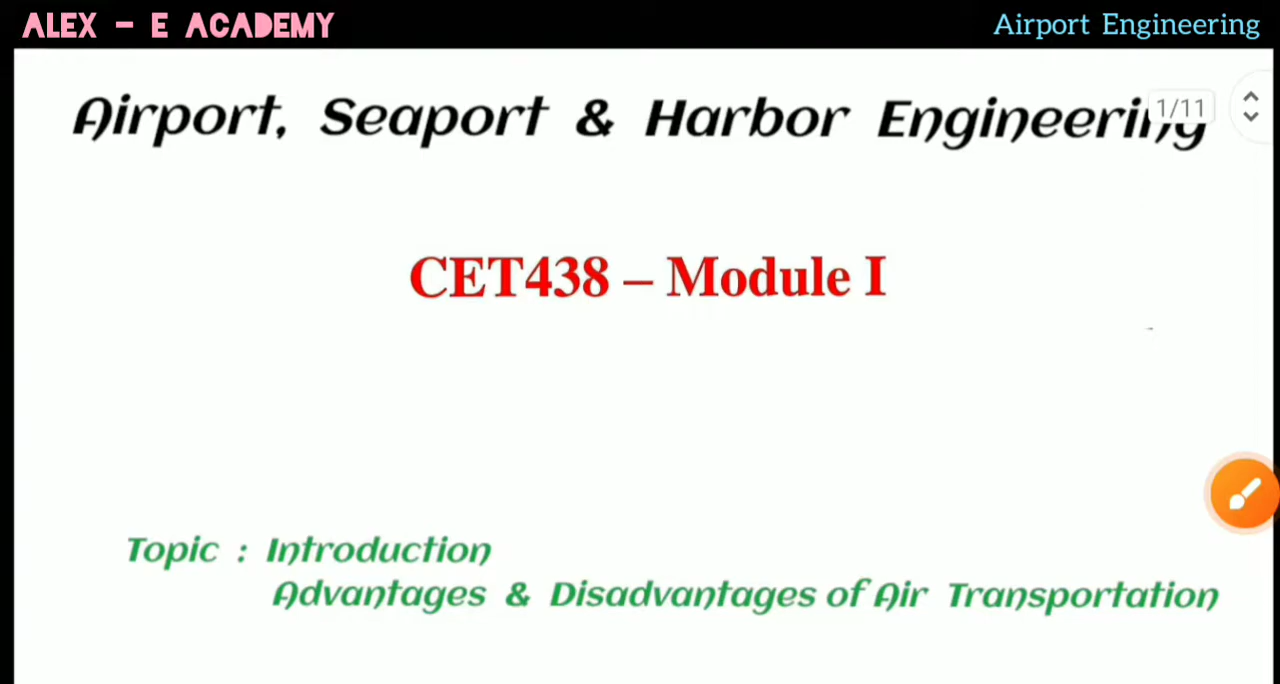 ALEX - E ACADEMY
Airport Engineering
Airport, Seaport & Harbor Engineering
1/11
CET438 – Module I
Topic : Introduction
Advantages & Disadvantages of Air Transportation